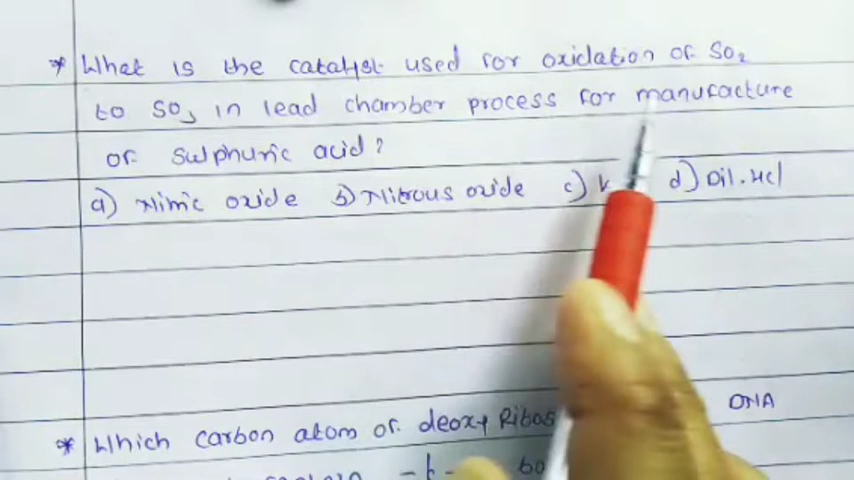 * What is the catalyst used for oxidation of SO₂
to SO₃ in lead chamber process for manufacture
of sulphuric acid?
a) Nitric oxide b) Nitrous oxide c) d) Dil. Hcl
* Which carbon atom of deoxy Ribos DNA